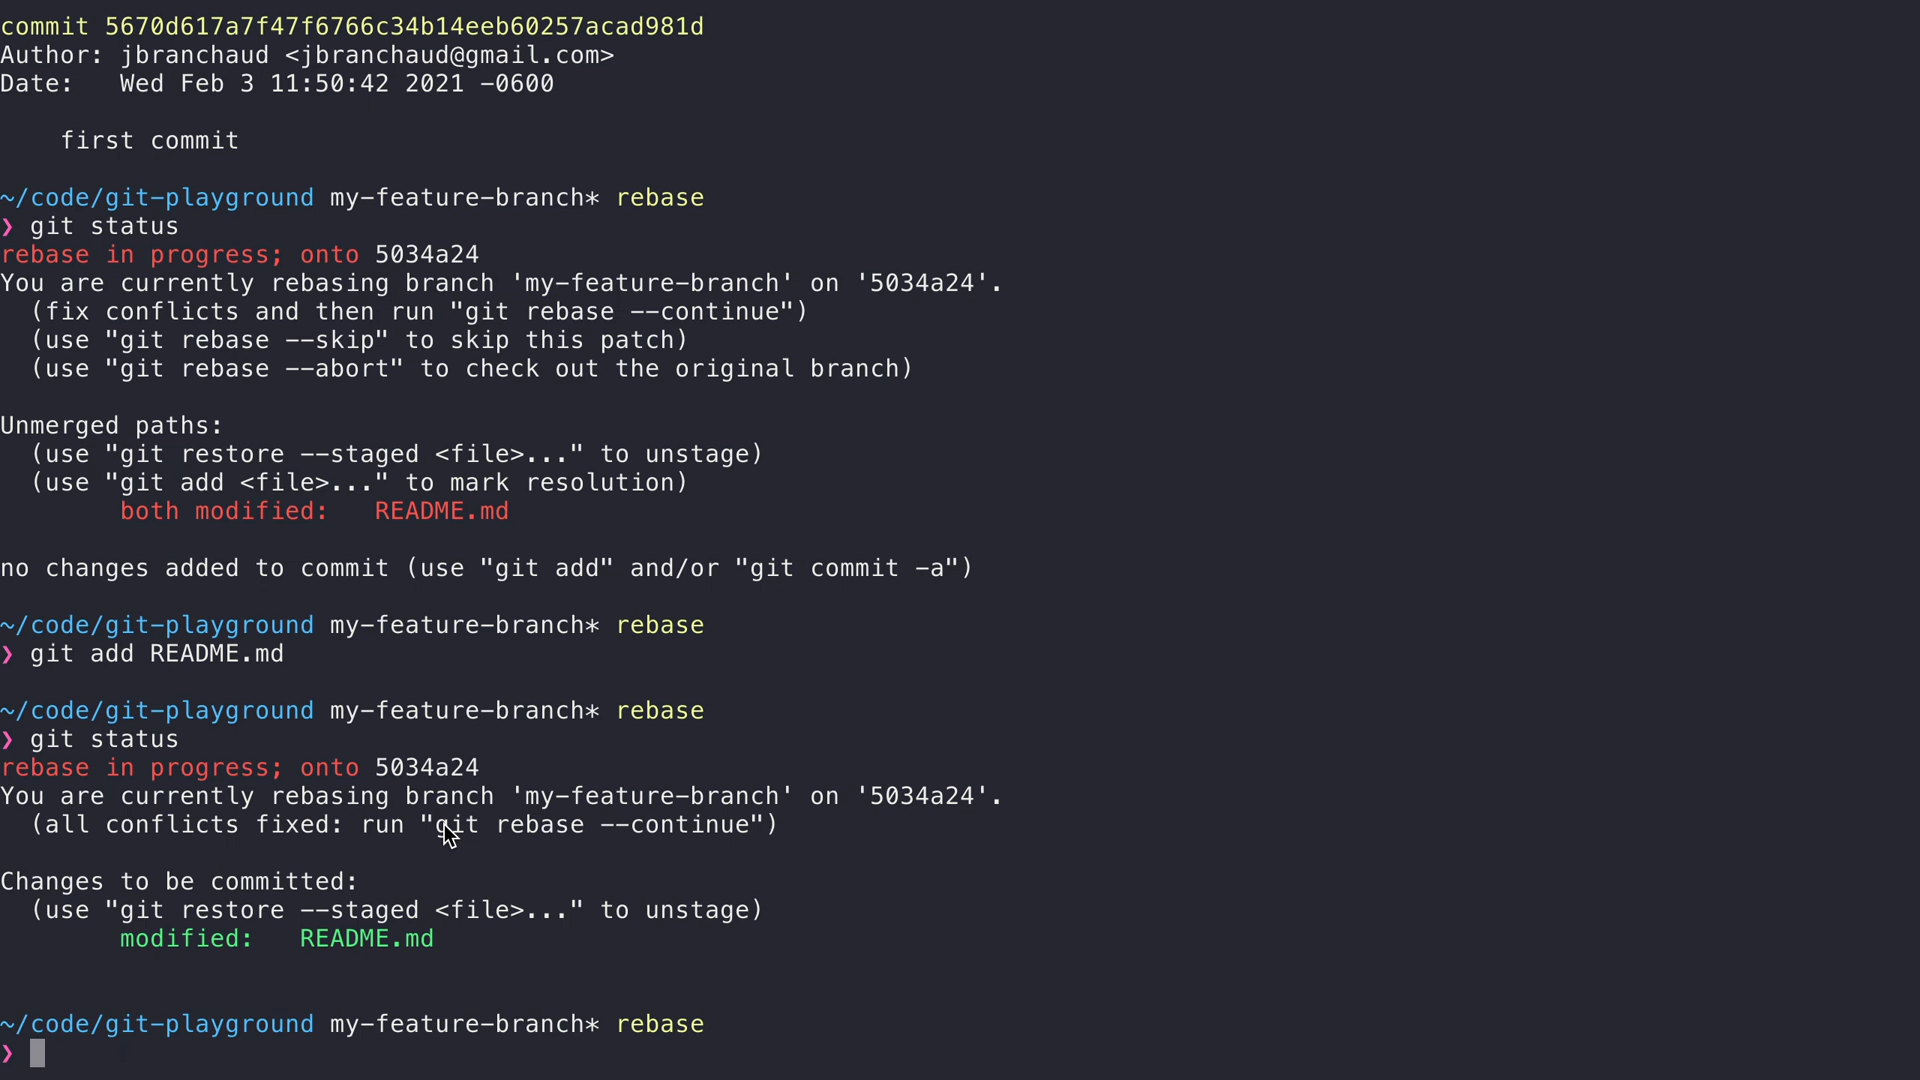 commit 5670d617a7f47f6766c34b14eeb60257acad981d
Author: jbranchaud <jbranchaud@gmail.com>
Date:   Wed Feb 3 11:50:42 2021 -0600
    first commit
~/code/git-playground my-feature-branch* rebase
❯ git status
rebase in progress; onto 5034a24
You are currently rebasing branch 'my-feature-branch' on '5034a24'.
  (fix conflicts and then run "git rebase --continue")
  (use "git rebase --skip" to skip this patch)
  (use "git rebase --abort" to check out the original branch)
Unmerged paths:
  (use "git restore --staged <file>..." to unstage)
  (use "git add <file>..." to mark resolution)
        both modified:   README.md
no changes added to commit (use "git add" and/or "git commit -a")
~/code/git-playground my-feature-branch* rebase
❯ git add README.md
~/code/git-playground my-feature-branch* rebase
❯ git status
rebase in progress; onto 5034a24
You are currently rebasing branch 'my-feature-branch' on '5034a24'.
  (all conflicts fixed: run "git rebase --continue")
Changes to be committed:
  (use "git restore --staged <file>..." to unstage)
        modified:   README.md
~/code/git-playground my-feature-branch* rebase
❯